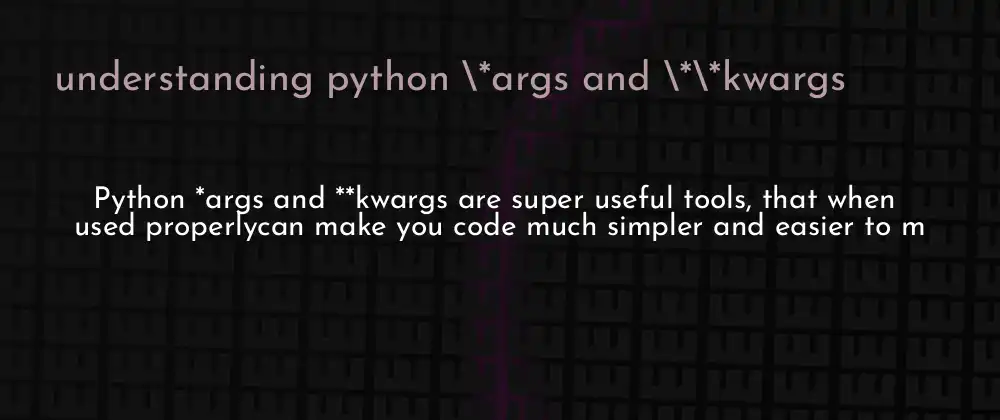 understanding python \*args and \*\*kwargs
Python *args and **kwargs are super useful tools, that when
used properlycan make you code much simpler and easier to m